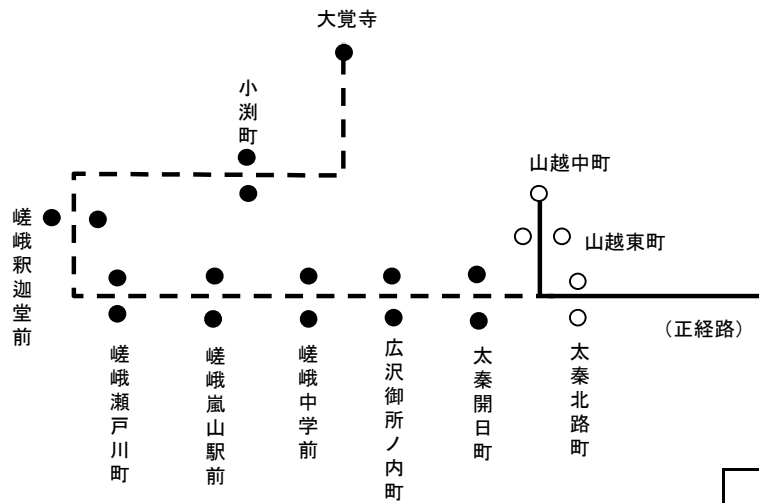 大覚寺
小渕町
山越中町
山越東町
嵯峨釈迦堂前
（正経路）
嵯峨瀬戸川町
嵯峨嵐山駅前
嵯峨中学前
広沢御所ノ内町
太秦開日町
太秦北路町